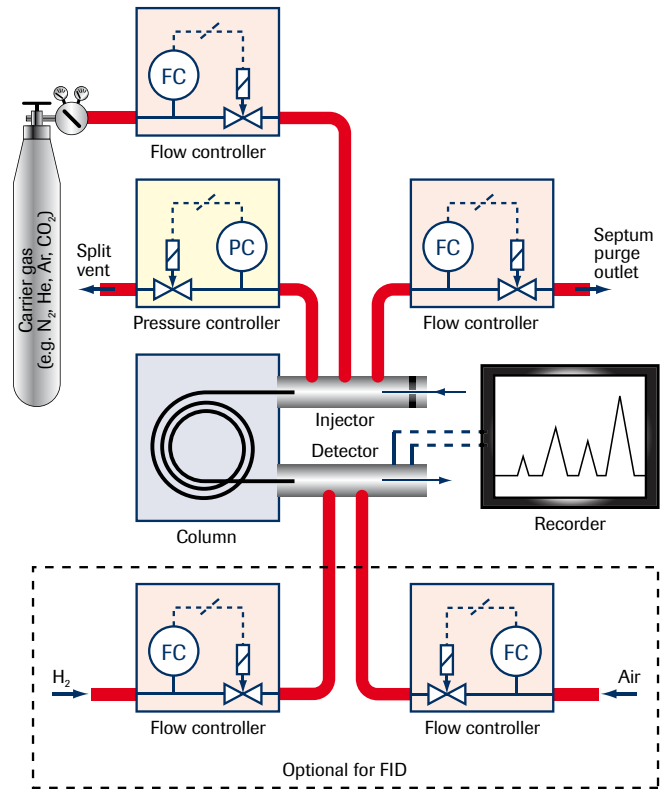 FC
Flow controller
Carrier gas
(e.g. N₂, He, Ar, CO₂)
Split
vent
PC
Pressure controller
FC
Flow controller
Septum
purge
outlet
Injector
Detector
Column
Recorder
H₂
FC
Flow controller
FC
Flow controller
Air
Optional for FID